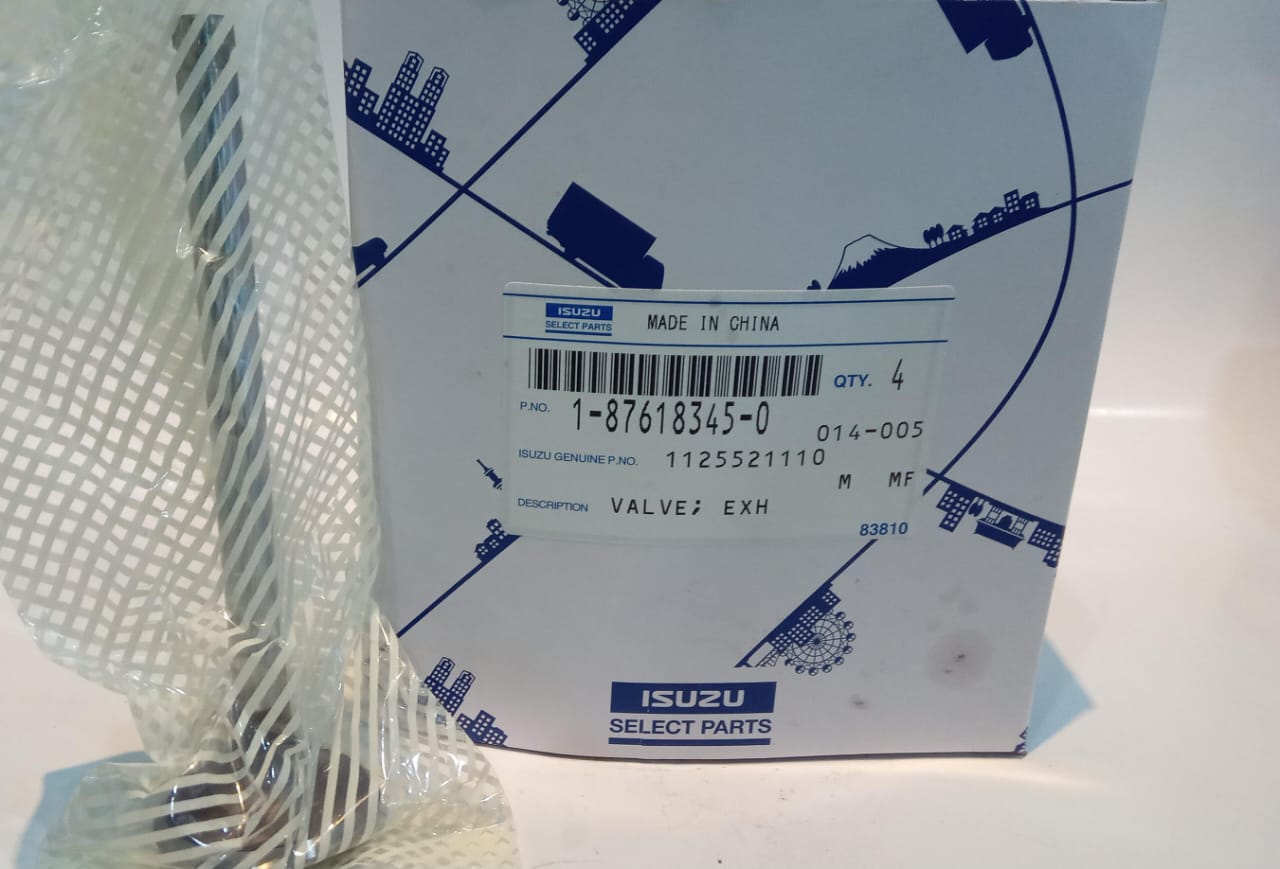 ISUZU
SELECT PARTS
MADE IN CHINA
QTY. 4
P.NO. 1-87618345-0
014-005
ISUZU GENUINE P.NO. 1125521110
M MF
DESCRIPTION VALVE; EXH
83810
ISUZU
SELECT PARTS